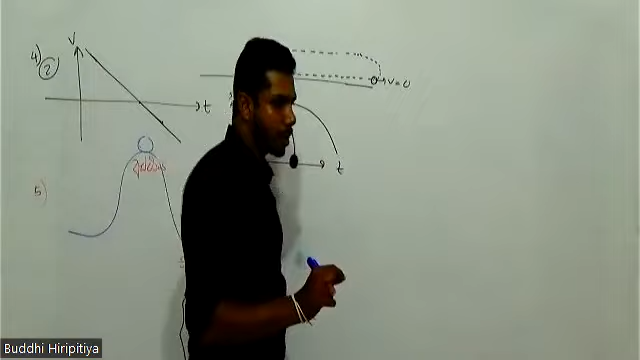 4) ② V
t
v=0
t
5)
Buddhi Hiripitiya